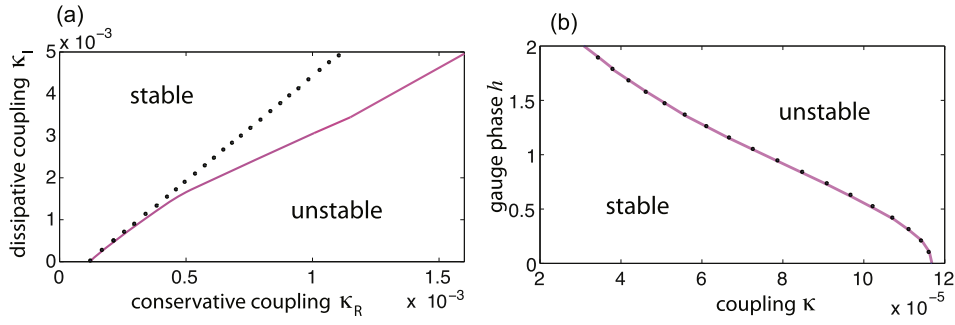 (a)
x 10⁻³
5
4
3
2
1
0
dissipative coupling κ_I
stable
unstable
0
0.5
1
1.5
conservative coupling κ_R
x 10⁻³
(b)
2
1.5
1
0.5
0
gauge phase h
unstable
stable
2
4
6
8
10
12
coupling κ
x 10⁻⁵